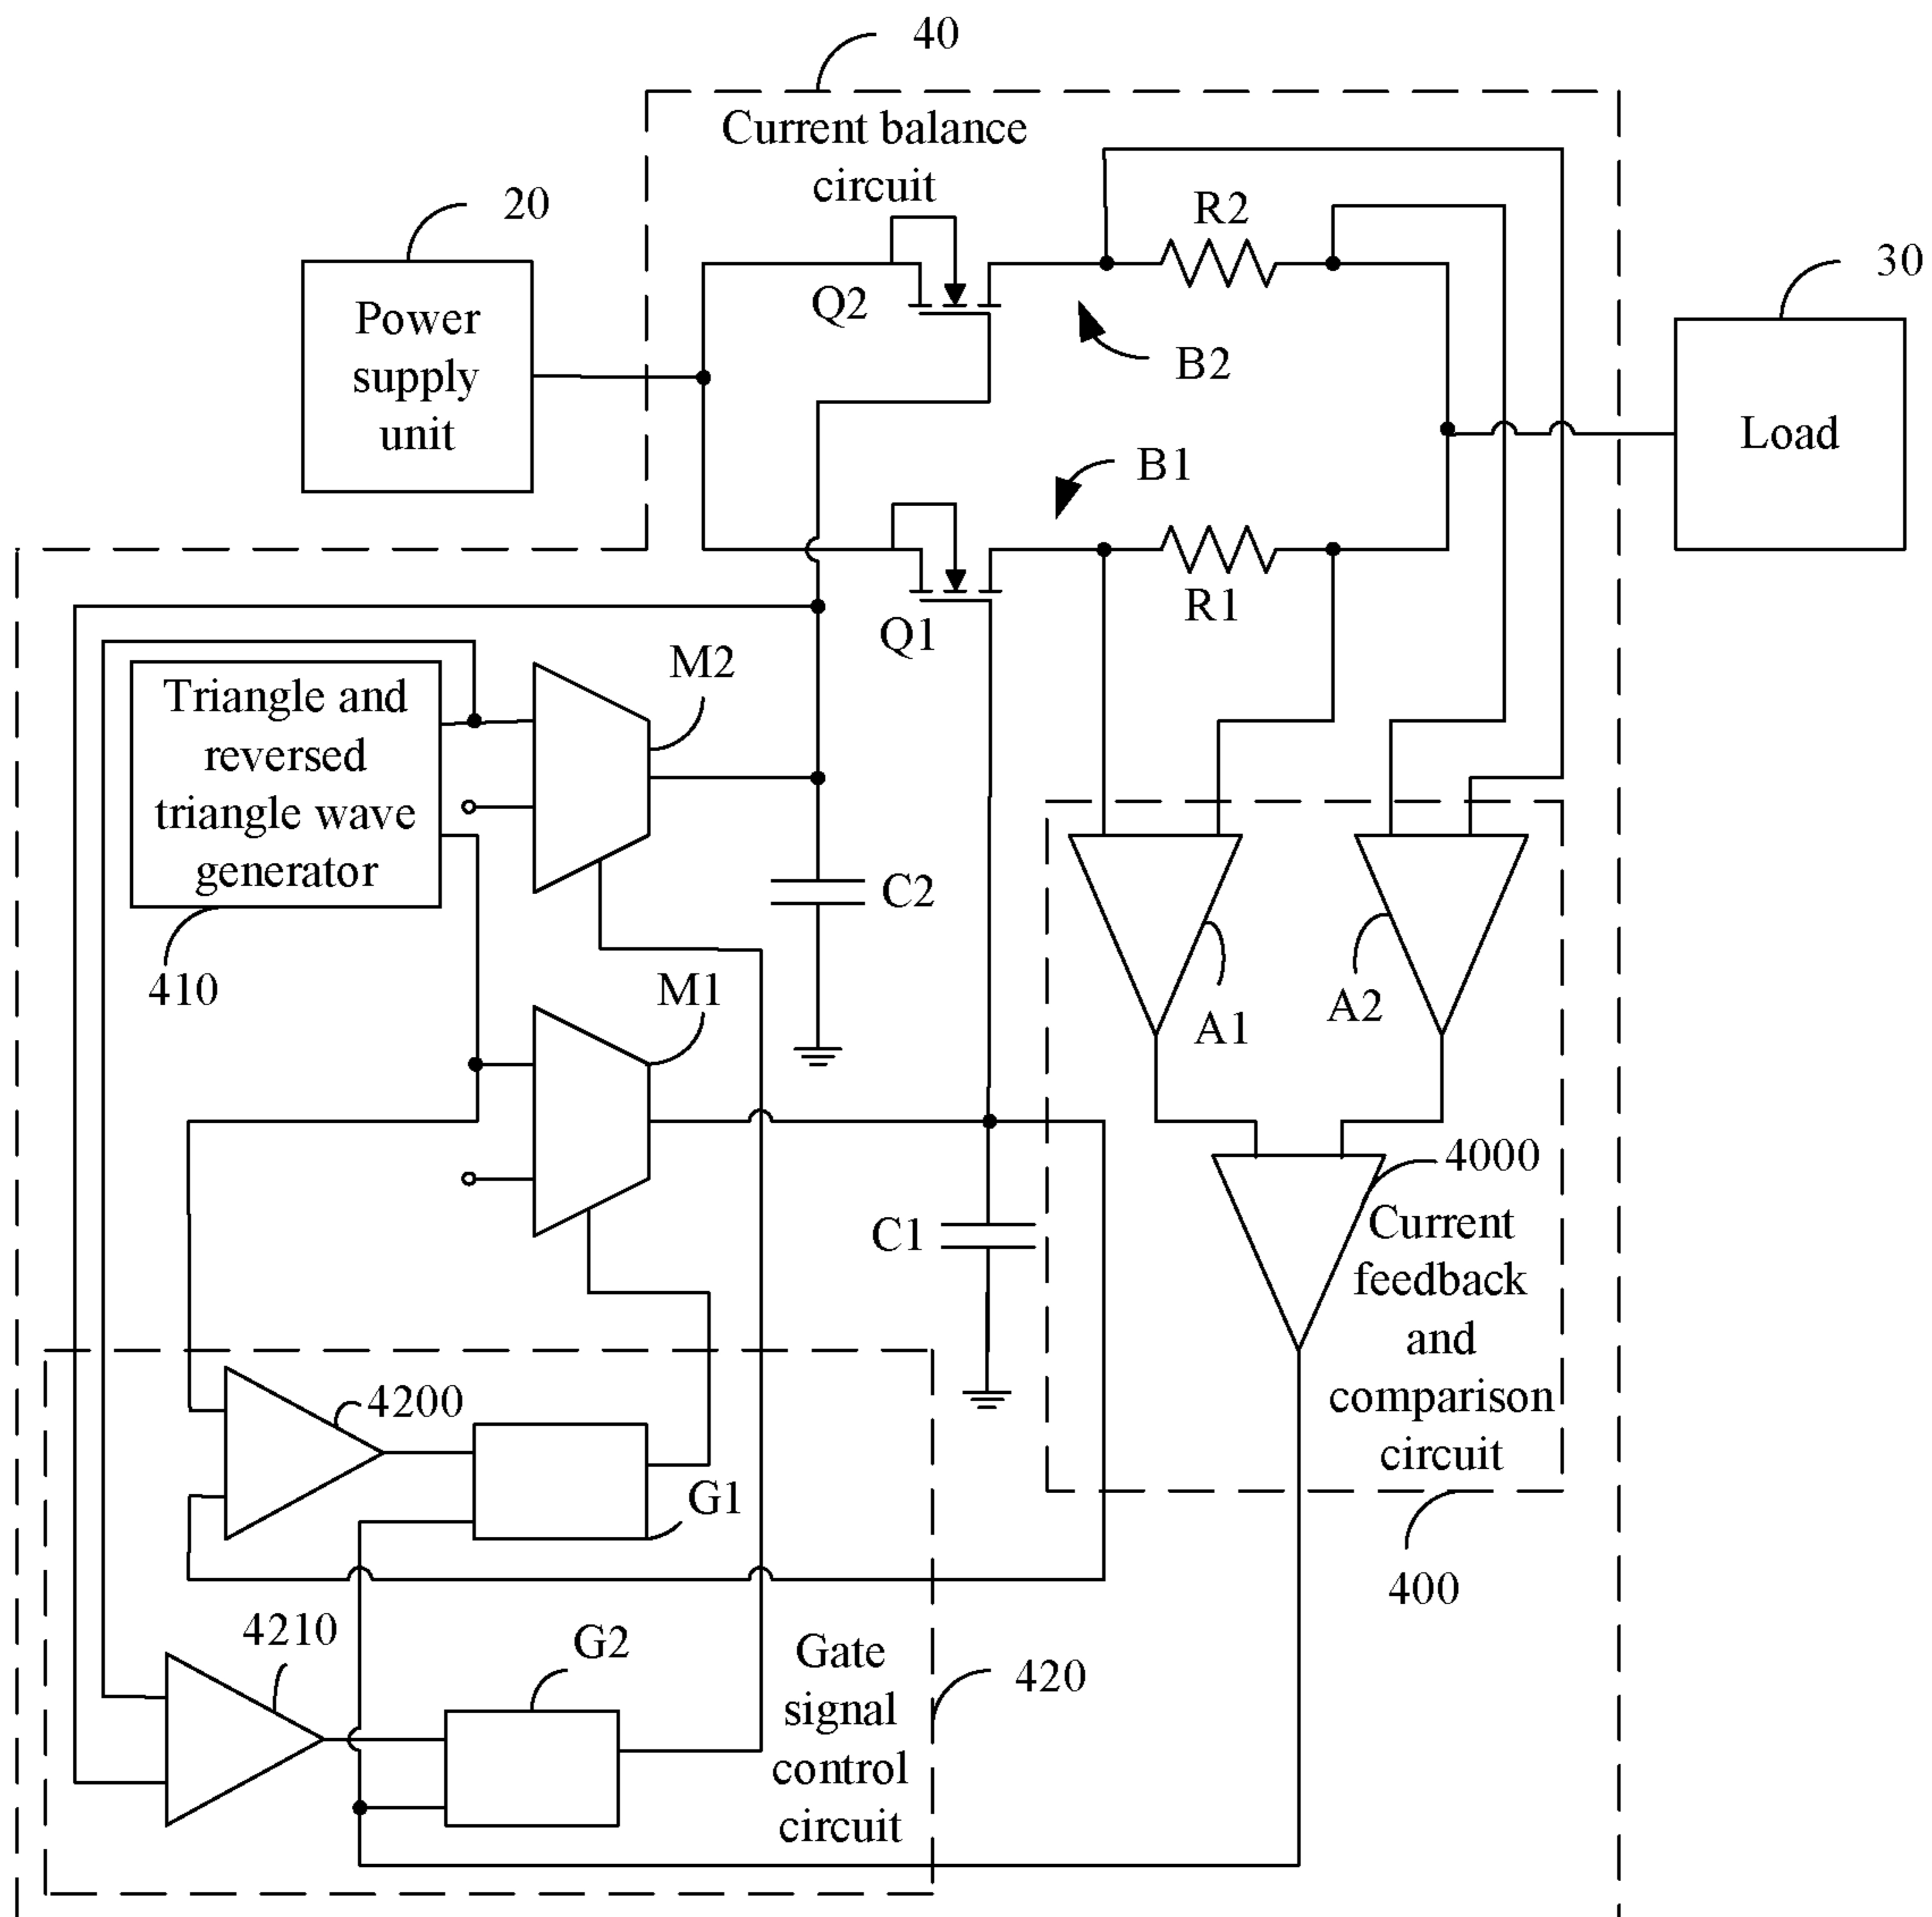 40
Current balance
circuit
20
R2
30
Power
supply
unit
Q2
B2
Load
B1
R1
Q1
M2
Triangle and
reversed
triangle wave
generator
C2
410
M1
A1
A2
4000
C1
Current
feedback
and
comparison
circuit
4200
G1
400
4210
G2
Gate
signal
control
circuit
420